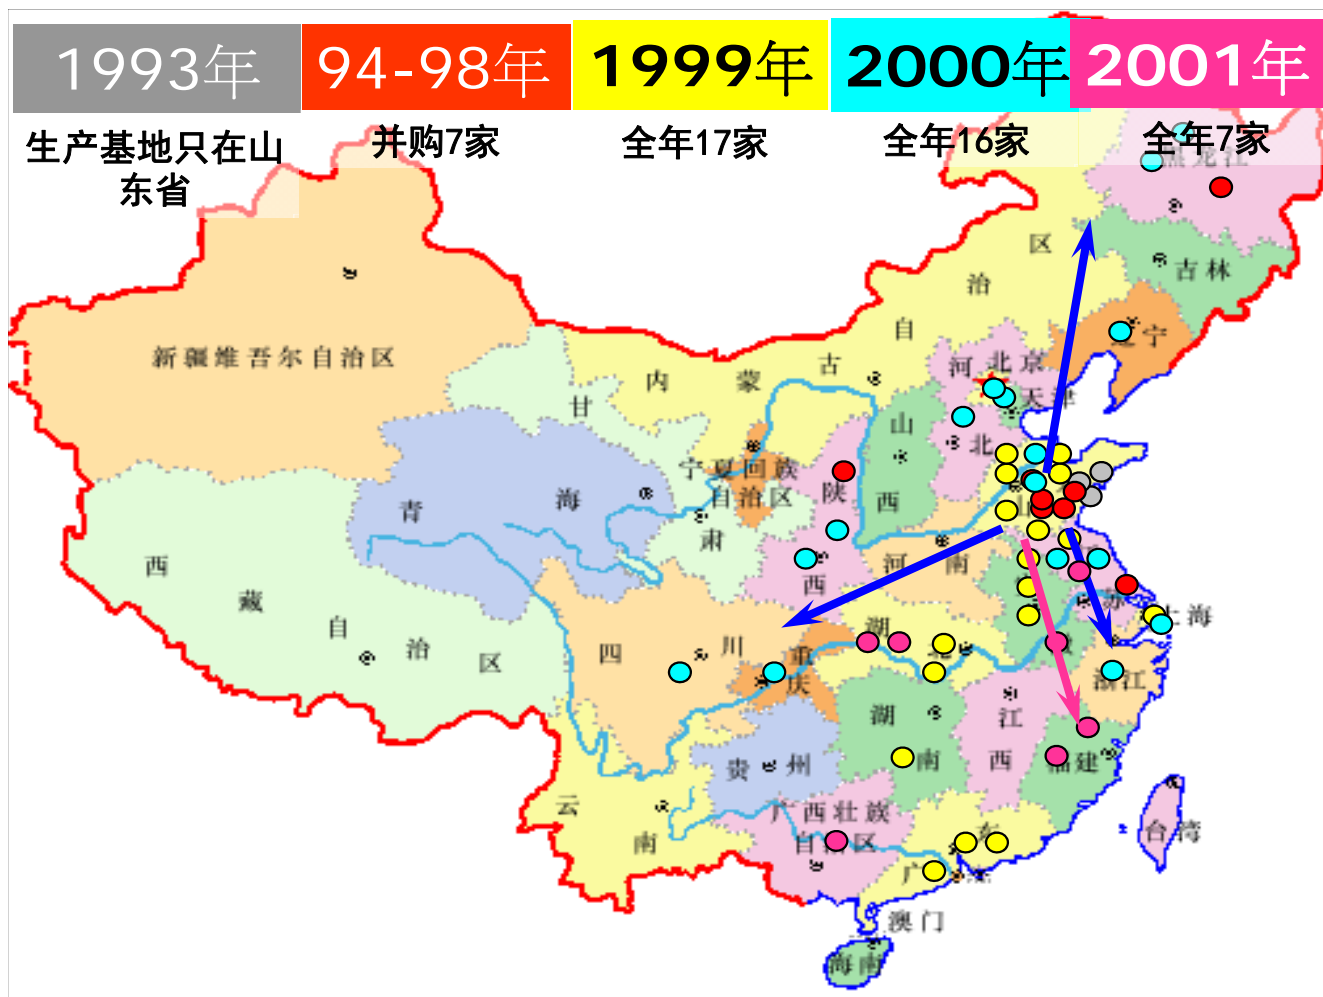 1993年
94-98年
1999年
2000年
2001年
生产基地只在山
东省
并购7家
全年17家
全年16家
全年7家
黑龙江
吉林
辽宁
内蒙古自治区
新疆维吾尔自治区
北京
天津
河北
山西
甘肃
宁夏回族
自治区
陕西
青海
西藏自治区
河南
四川
重庆
湖北
上海
浙江
湖南
江西
福建
贵州
云南
广西壮族
自治区
广东
台湾
澳门
海南